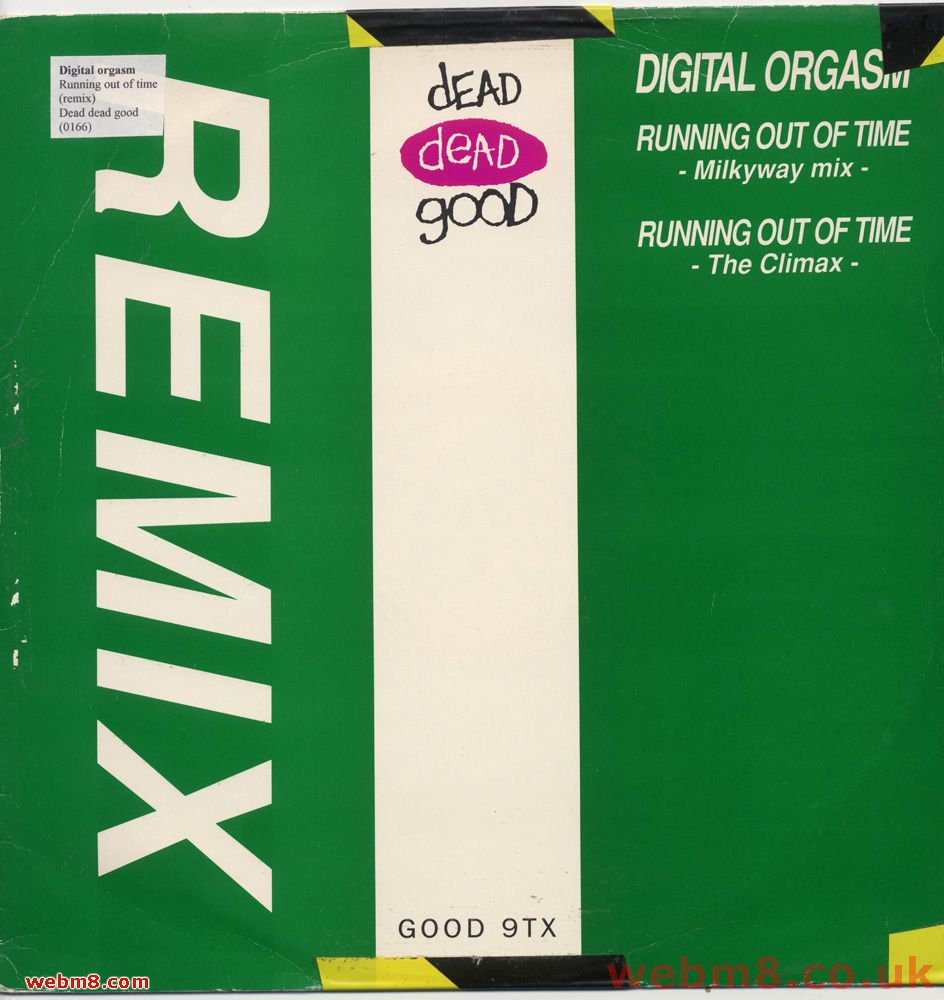 Digital orgasm
Running out of time
(remix)
Dead dead good
(0166)
REMIX
dEAD
deAD
gOOD
GOOD 9TX
DIGITAL ORGASM
RUNNING OUT OF TIME
- Milkyway mix -
RUNNING OUT OF TIME
- The Climax -
webm8.com
webm8.co.uk